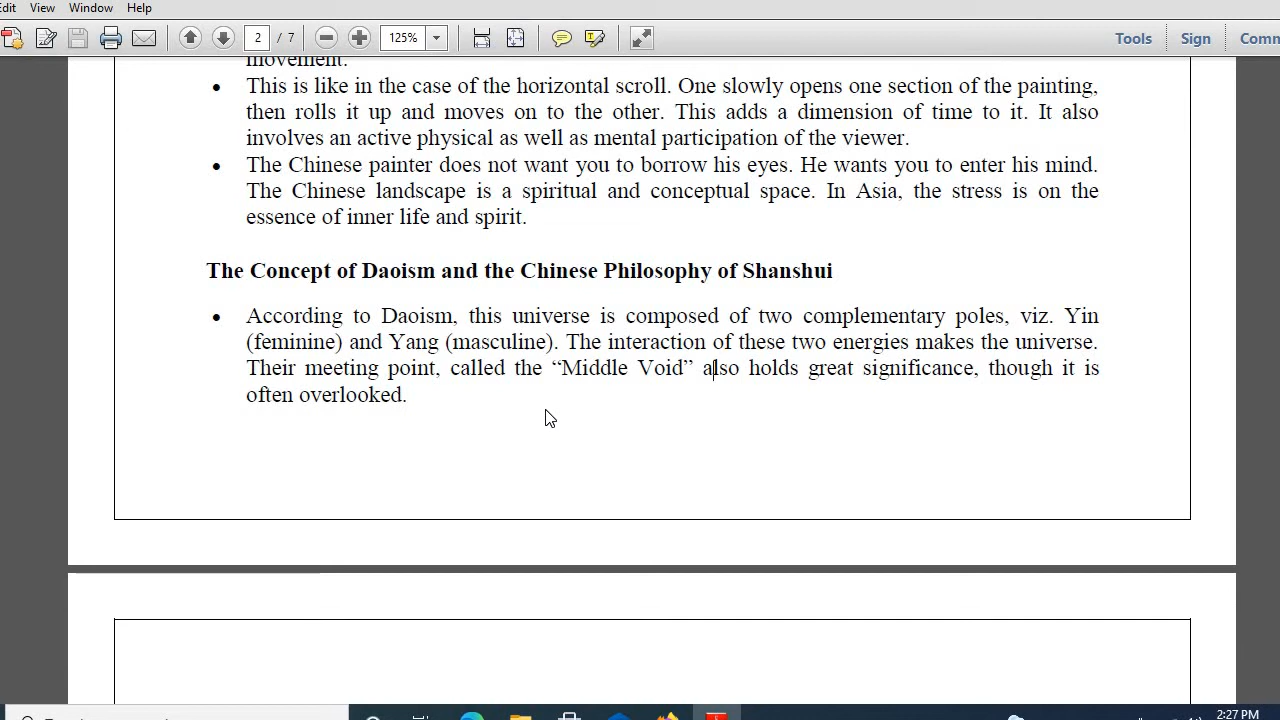 Edit View Window Help
2 / 7 125% Tools Sign Comm
movement.
• This is like in the case of the horizontal scroll. One slowly opens one section of the painting,
then rolls it up and moves on to the other. This adds a dimension of time to it. It also
involves an active physical as well as mental participation of the viewer.
• The Chinese painter does not want you to borrow his eyes. He wants you to enter his mind.
The Chinese landscape is a spiritual and conceptual space. In Asia, the stress is on the
essence of inner life and spirit.
The Concept of Daoism and the Chinese Philosophy of Shanshui
• According to Daoism, this universe is composed of two complementary poles, viz. Yin
(feminine) and Yang (masculine). The interaction of these two energies makes the universe.
Their meeting point, called the “Middle Void” also holds great significance, though it is
often overlooked.
2:27 PM